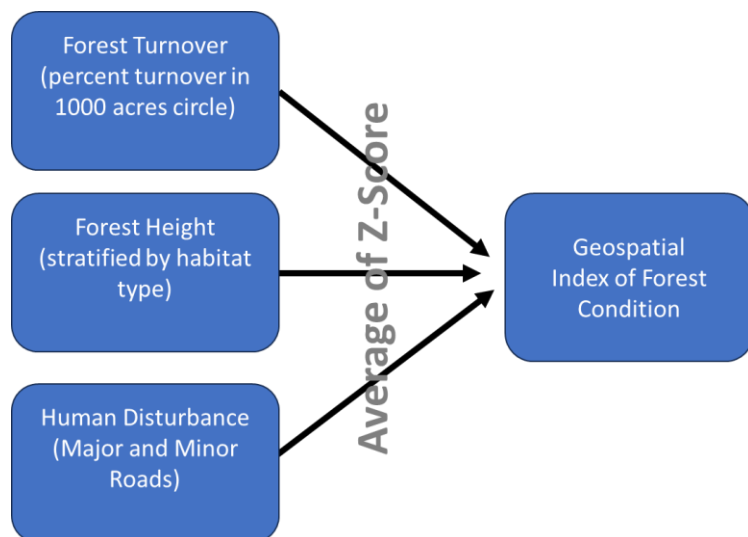 Forest Turnover
(percent turnover in
1000 acres circle)
Forest Height
(stratified by habitat
type)
Human Disturbance
(Major and Minor
Roads)
Average of Z-Score
Geospatial
Index of Forest
Condition